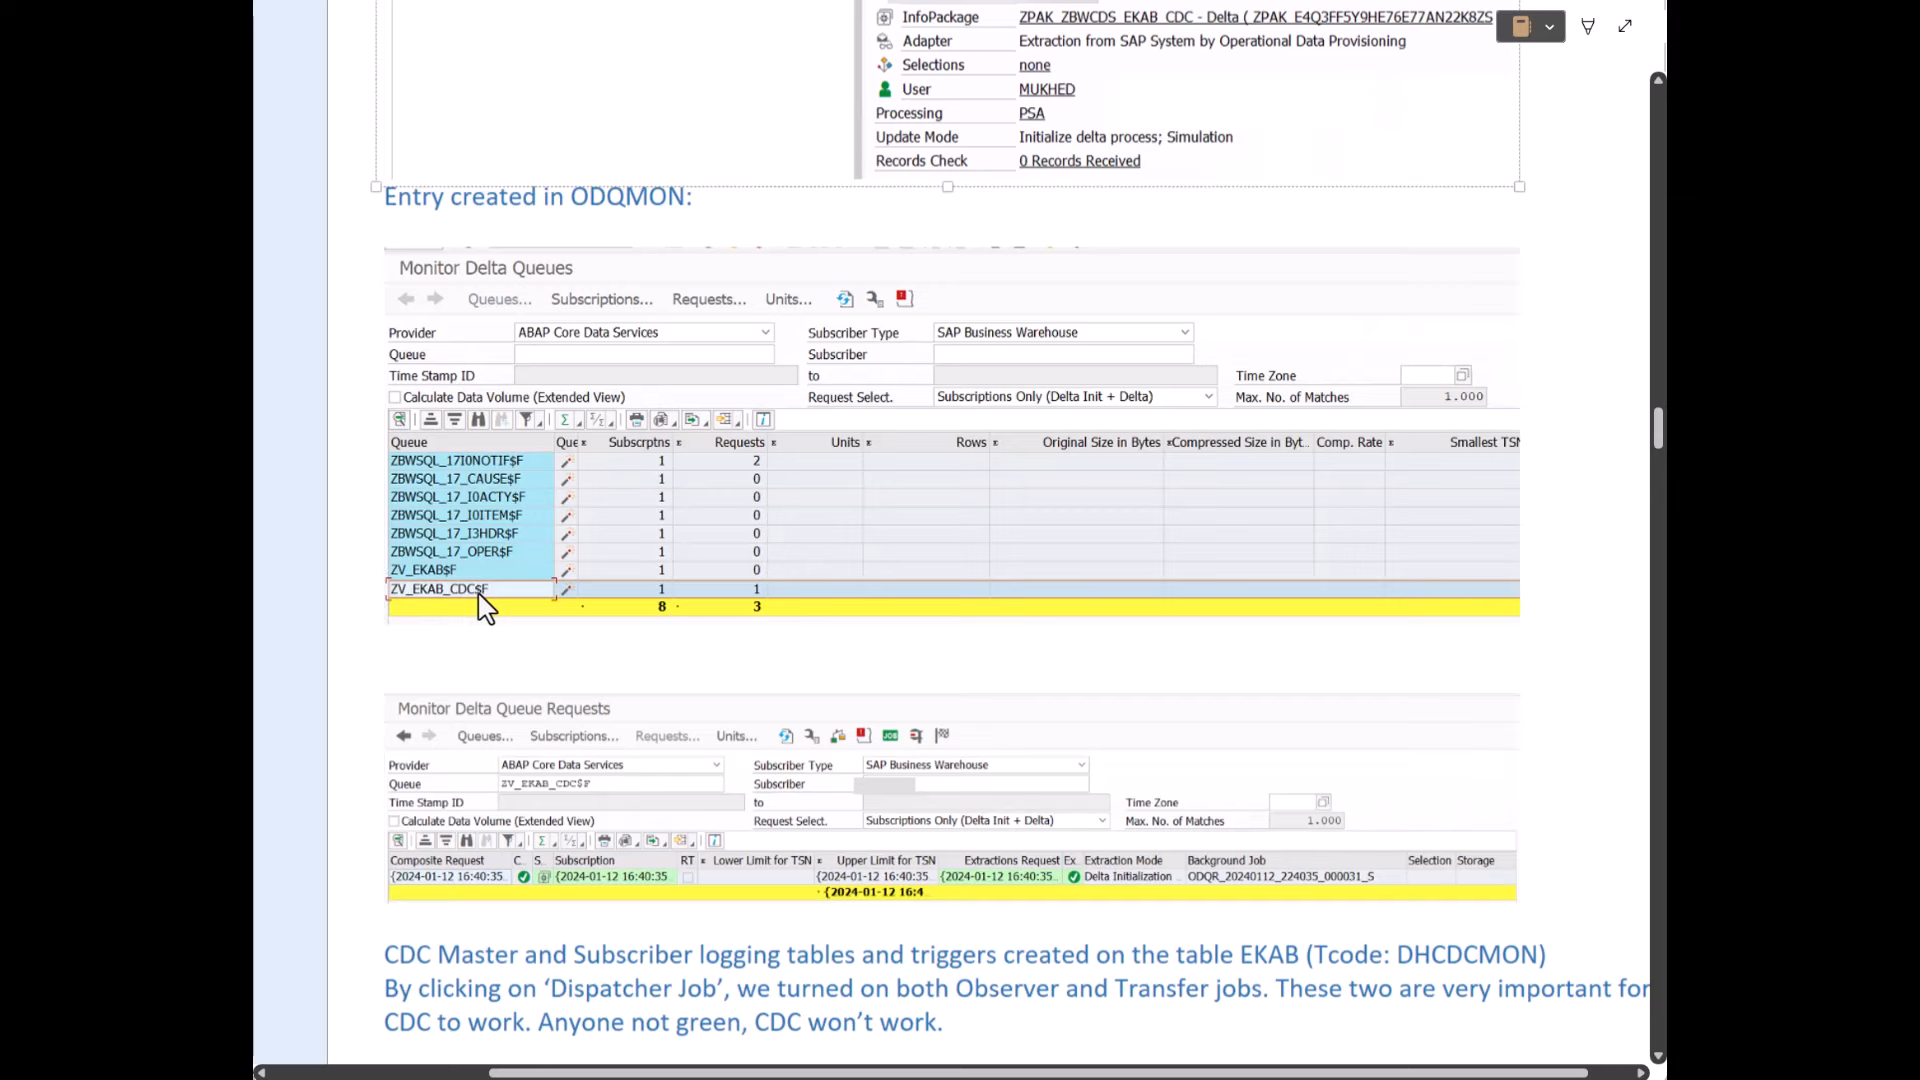 InfoPackage ZPAK_ZBWCDS_EKAB_CDC - Delta ( ZPAK_E4Q3FF5Y9HE76E77AN22K8ZS
Adapter Extraction from SAP System by Operational Data Provisioning
Selections none
User MUKHED
Processing PSA
Update Mode Initialize delta process; Simulation
Records Check 0 Records Received
Entry created in ODQMON:
Monitor Delta Queues
Queues... Subscriptions... Requests... Units...
Provider ABAP Core Data Services Subscriber Type SAP Business Warehouse
Queue Subscriber
Time Stamp ID to Time Zone
Calculate Data Volume (Extended View) Request Select. Subscriptions Only (Delta Init + Delta) Max. No. of Matches 1.000
Queue Que Subscrptns Requests Units Rows Original Size in Bytes Compressed Size in Byt... Comp. Rate Smallest TSN
ZBWSQL_17I0NOTIF$F 1 2
ZBWSQL_17_CAUSE$F 1 0
ZBWSQL_17_I0ACTY$F 1 0
ZBWSQL_17_I0ITEM$F 1 0
ZBWSQL_17_I3HDR$F 1 0
ZBWSQL_17_OPER$F 1 0
ZV_EKAB$F 1 0
ZV_EKAB_CDC$F 1 1
8 3
Monitor Delta Queue Requests
Queues... Subscriptions... Requests... Units... JOB
Provider ABAP Core Data Services Subscriber Type SAP Business Warehouse
Queue ZV_EKAB_CDC$F Subscriber
Time Stamp ID to Time Zone
Calculate Data Volume (Extended View) Request Select. Subscriptions Only (Delta Init + Delta) Max. No. of Matches 1.000
Composite Request C.. S.. Subscription RT Lower Limit for TSN Upper Limit for TSN Extractions Request Ex.. Extraction Mode Background Job Selection Storage
{2024-01-12 16:40:35... {2024-01-12 16:40:35 {2024-01-12 16:40:35... {2024-01-12 16:40:35... Delta Initialization ODQR_20240112_224035_000031_S
{2024-01-12 16:4
CDC Master and Subscriber logging tables and triggers created on the table EKAB (Tcode: DHCDCMON)
By clicking on ‘Dispatcher Job’, we turned on both Observer and Transfer jobs. These two are very important for
CDC to work. Anyone not green, CDC won’t work.